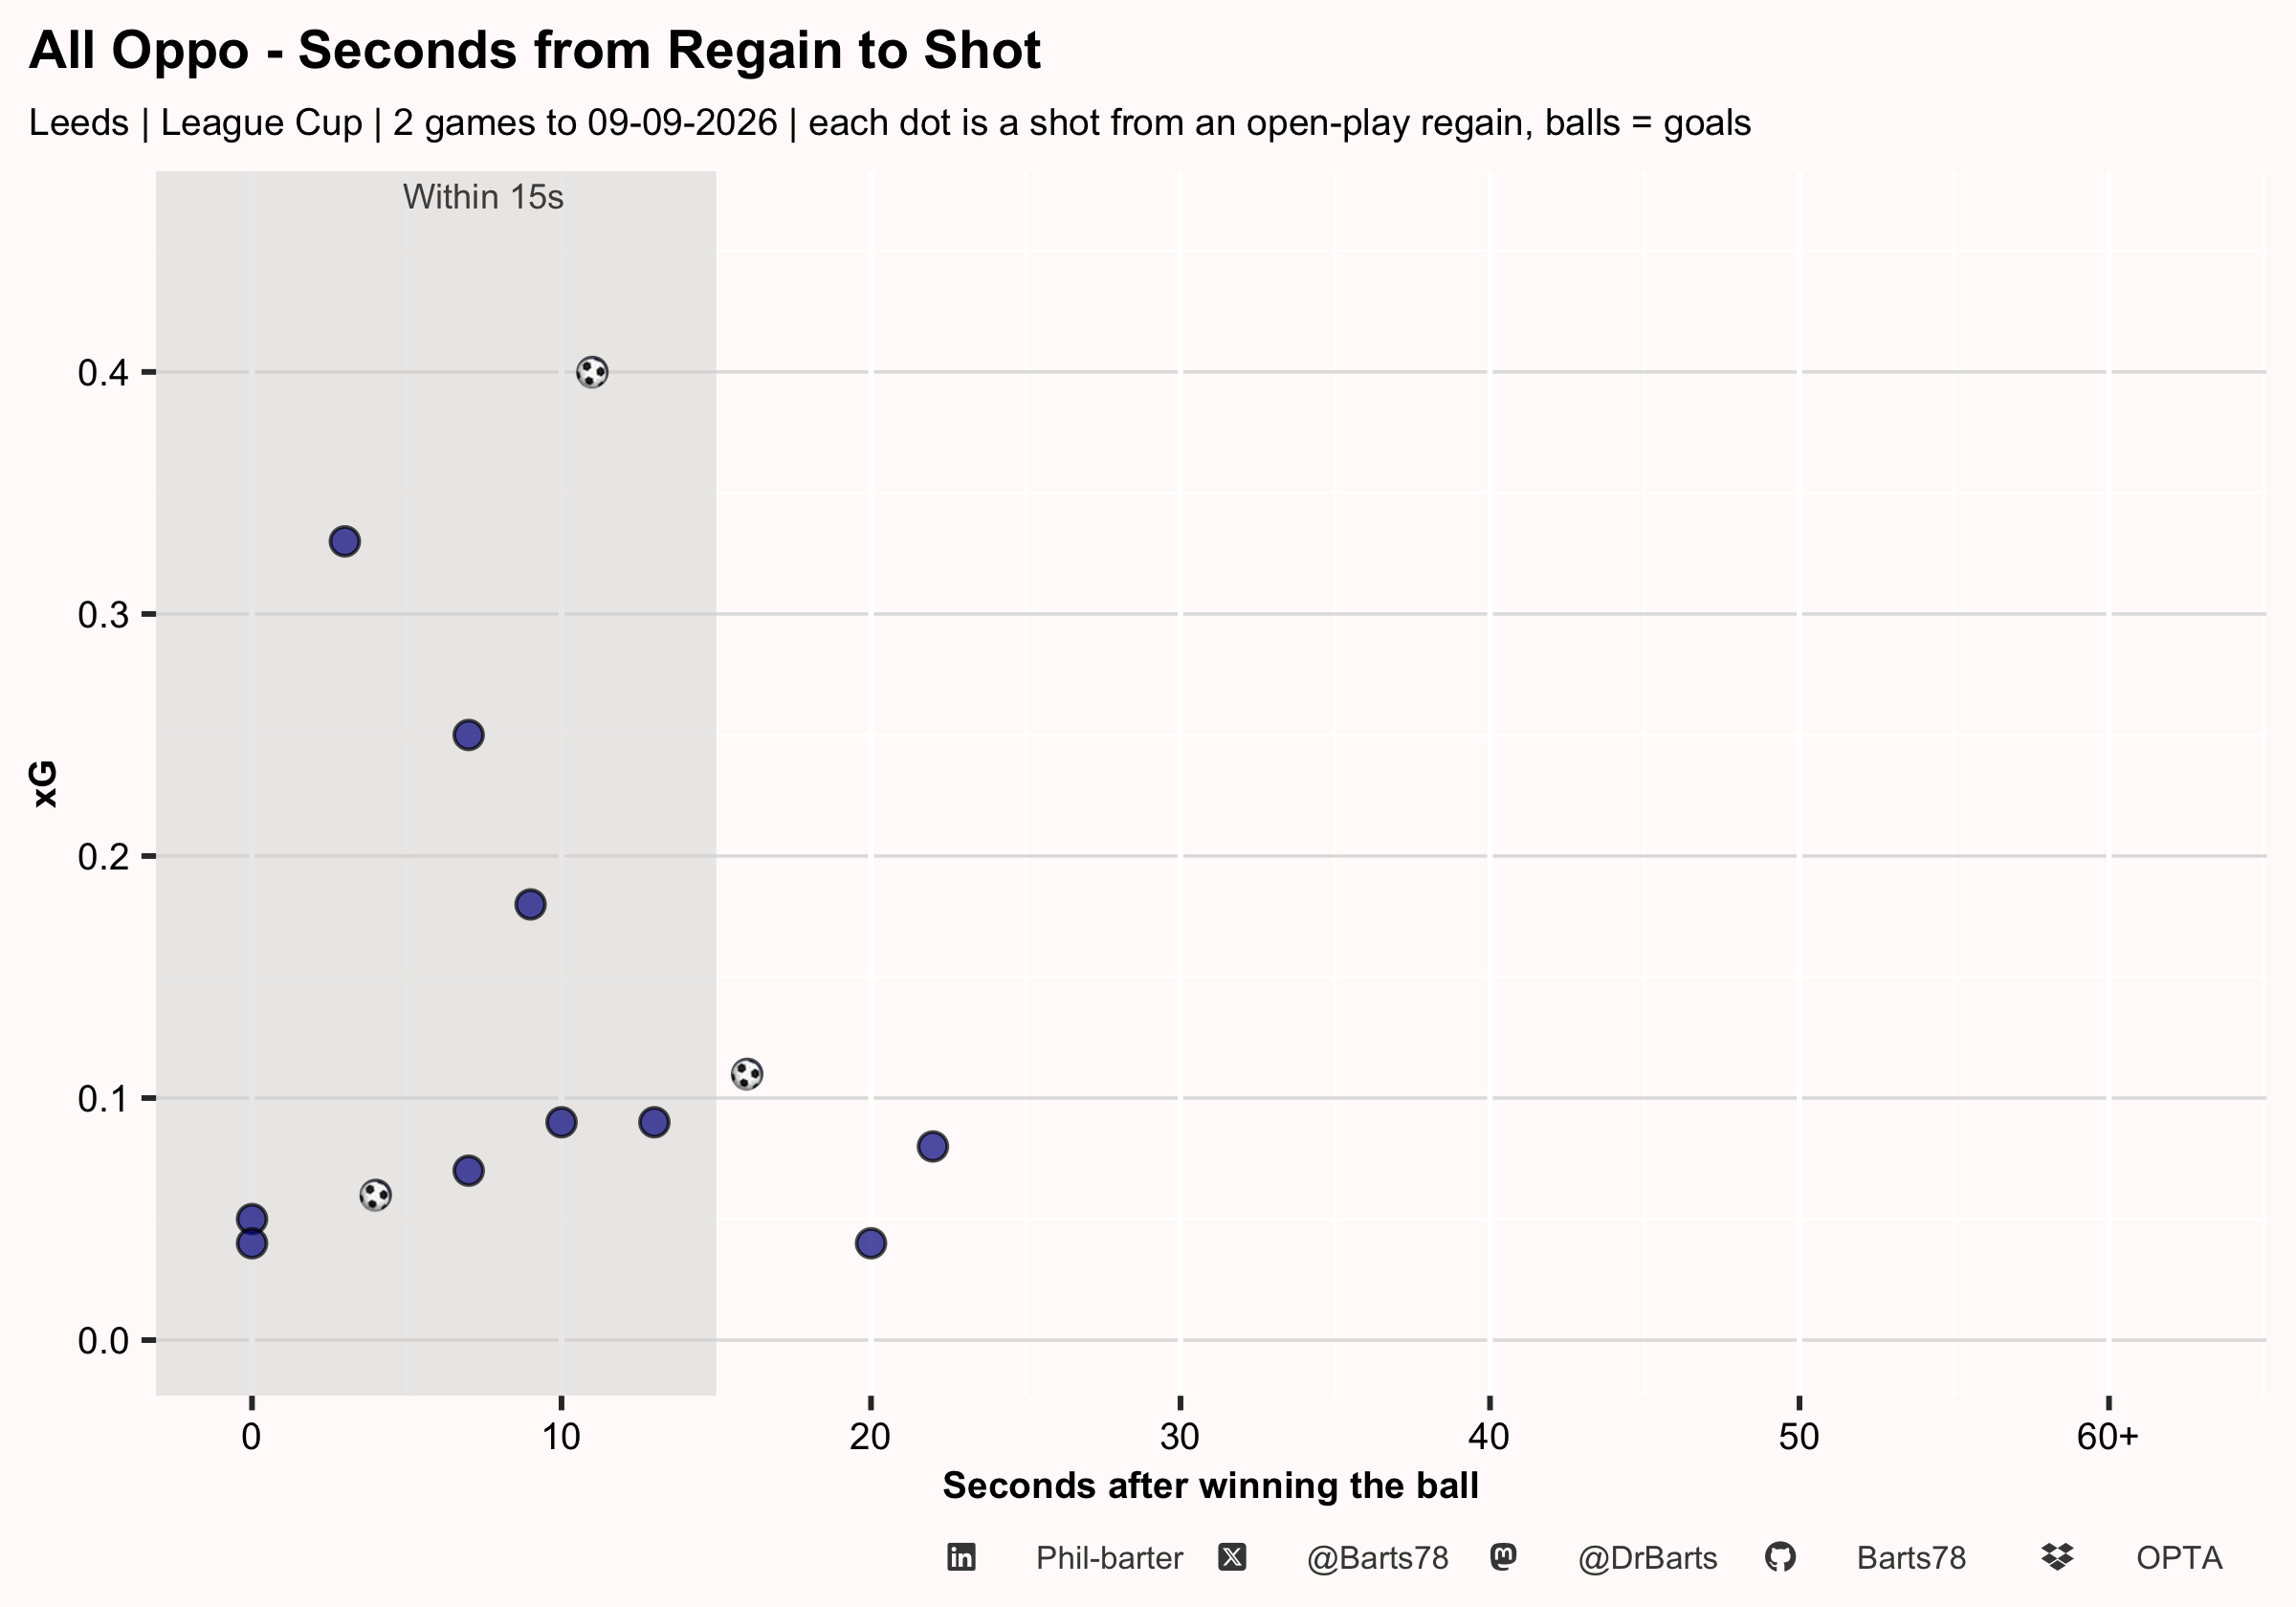 All Oppo - Seconds from Regain to Shot
Leeds | League Cup | 2 games to 09-09-2026 | each dot is a shot from an open-play regain, balls = goals
Within 15s
0.4
0.3
0.2
0.1
0.0
xG
0 10 20 30 40 50 60+
Seconds after winning the ball
Phil-barter @Barts78 @DrBarts Barts78 OPTA